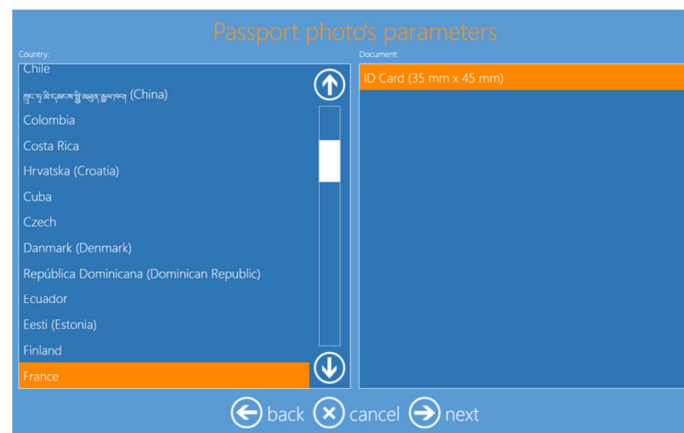 Passport photo's parameters
Country:
Document:
Chile
(China)
Colombia
Costa Rica
Hrvatska (Croatia)
Cuba
Czech
Danmark (Denmark)
República Dominicana (Dominican Republic)
Ecuador
Eesti (Estonia)
Finland
France
ID Card (35 mm x 45 mm)
back
cancel
next